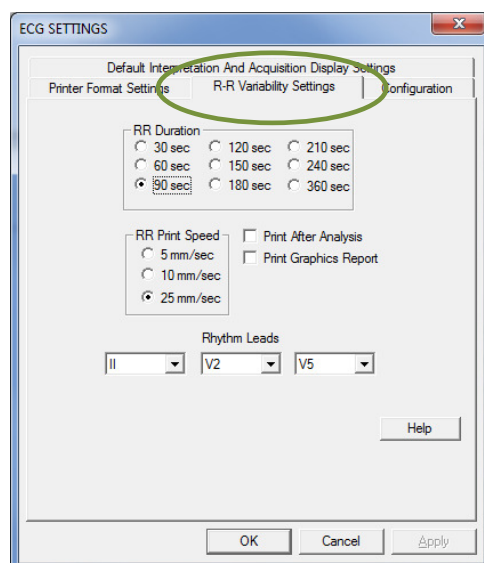 ECG SETTINGS
Default Interpretation And Acquisition Display Settings
Printer Format Settings R-R Variability Settings Configuration
RR Duration
30 sec 120 sec 210 sec
60 sec 150 sec 240 sec
90 sec 180 sec 360 sec
RR Print Speed
5 mm/sec
10 mm/sec
25 mm/sec
Print After Analysis
Print Graphics Report
Rhythm Leads
II V2 V5
Help
OK Cancel Apply